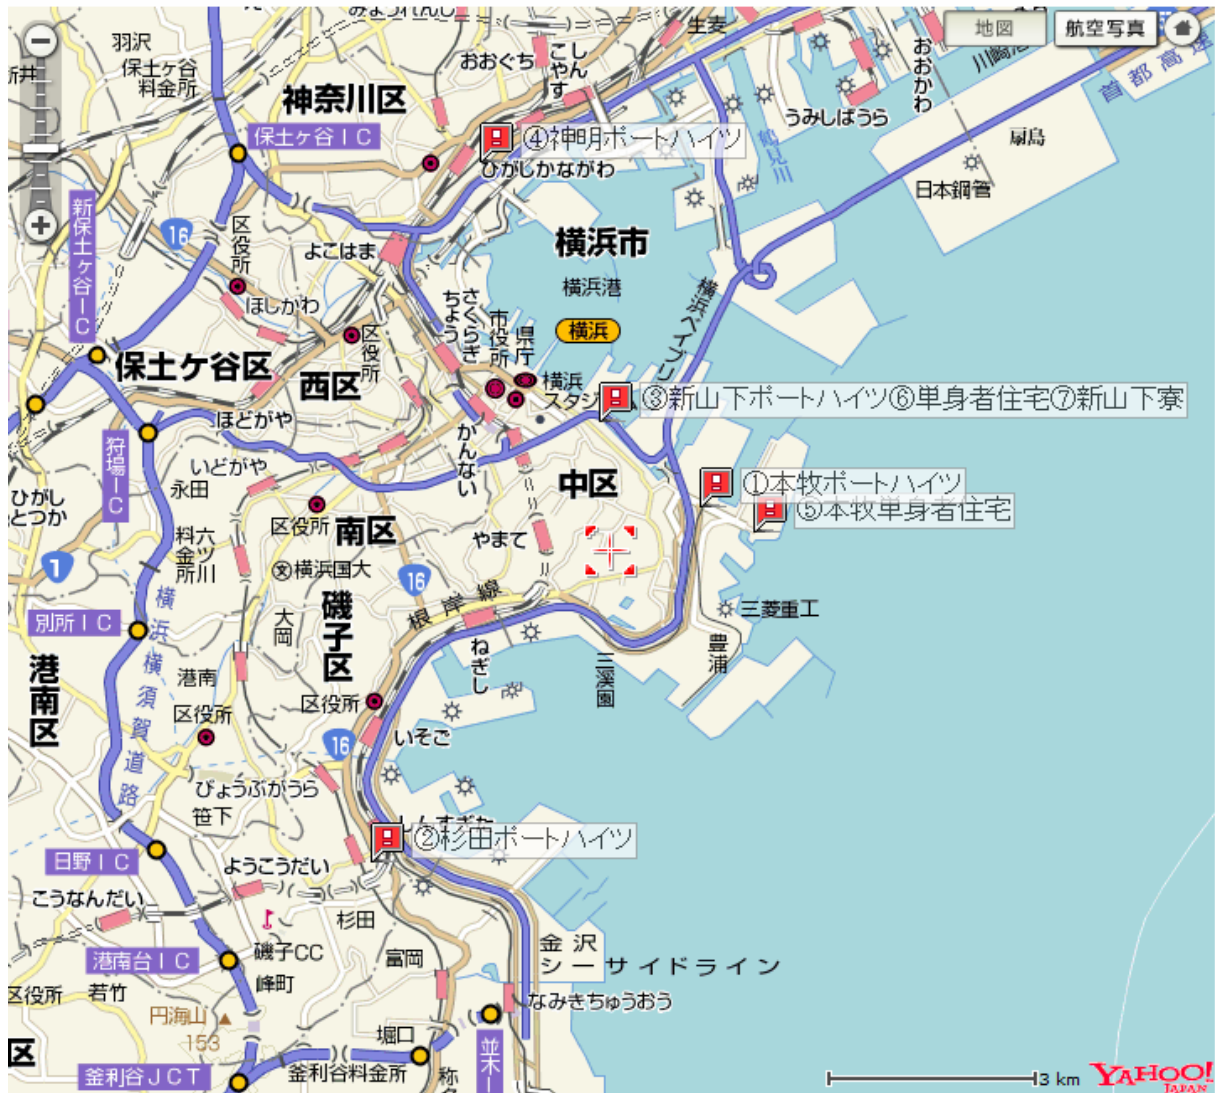 みょうれんじ
生麦
地図
航空写真
羽沢
保土ヶ谷
料金所
おおぐち
こやす
しん
おおかわ
首都高速
神奈川区
うみしばうら
鶴見川
扇島
保土ヶ谷IC
④神明ポートハイツ
ひがしかながわ
日本鋼管
新保土ヶ谷IC
16
区役所
よこはま
横浜市
横浜港
横浜
ほしかわ
さくらぎ
ちょう
市役所
県庁
区役所
横浜
スタジ
保土ケ谷区
西区
③新山下ポートハイツ⑥単身者住宅⑦新山下寮
ほどがや
かんない
狩場IC
いどがや
永田
中区
①本牧ポートハイツ
⑤本牧単身者住宅
ひがし
とつか
区役所
南区
やまて
六ツ川
料金所
1
横浜国大
16
根岸線
三菱重工
別所IC
横浜横須賀道路
大岡
磯子区
ねぎし
三溪園
豊浦
港南区
港南
区役所
区役所
16
いそご
びょうぶがうら
笹下
②杉田ポートハイツ
日野IC
ようこうだい
こうなんだい
杉田
磯子CC
港南台IC
峰町
富岡
金沢
シーサイドライン
区役所
若竹
円海山
153
なみきちゅうおう
堀口
並木
区
釜利谷JCT
釜利谷料金所
称
3 km
YAHOO!
JAPAN